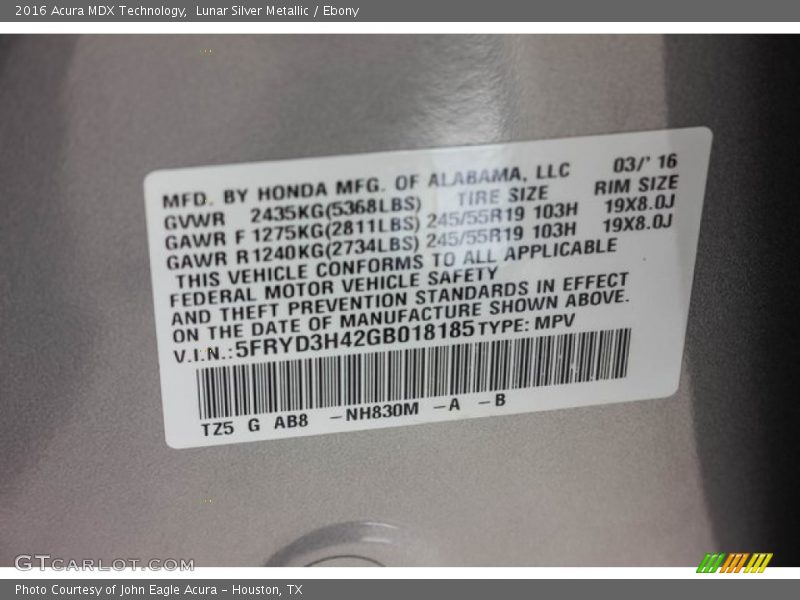 2016 Acura MDX Technology,  Lunar Silver Metallic / Ebony
MFD. BY HONDA MFG. OF ALABAMA, LLC 03/' 16
GVWR 2435KG(5368LBS) TIRE SIZE RIM SIZE
GAWR F 1275KG(2811LBS) 245/55R19 103H 19X8.0J
GAWR R 1240KG(2734LBS) 245/55R19 103H 19X8.0J
THIS VEHICLE CONFORMS TO ALL APPLICABLE
FEDERAL MOTOR VEHICLE SAFETY
AND THEFT PREVENTION STANDARDS IN EFFECT
ON THE DATE OF MANUFACTURE SHOWN ABOVE.
V.I.N.:5FRYD3H42GB018185 TYPE: MPV
TZ5 G AB8 -NH830M -A -B
GTCARLOT.COM
Photo Courtesy of John Eagle Acura - Houston, TX